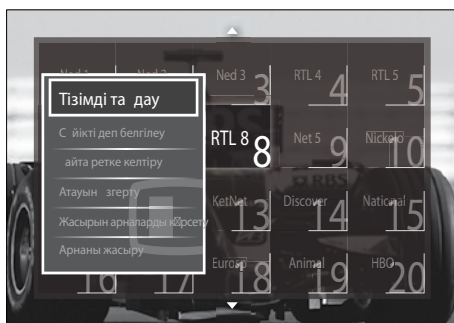 Ned 3 3 RTL 4 4 RTL 5 5
Тізімді та дау
С йікті деп белгілеу
RTL 8 8 Net 5 9 10
айта ретке келтіру
Атауын згерту
KetNet 13 Discover 14 National 15
Жасырын арналарды көрсету
Арнаны жасыру
16 17 18 Animal 19 HBO 20